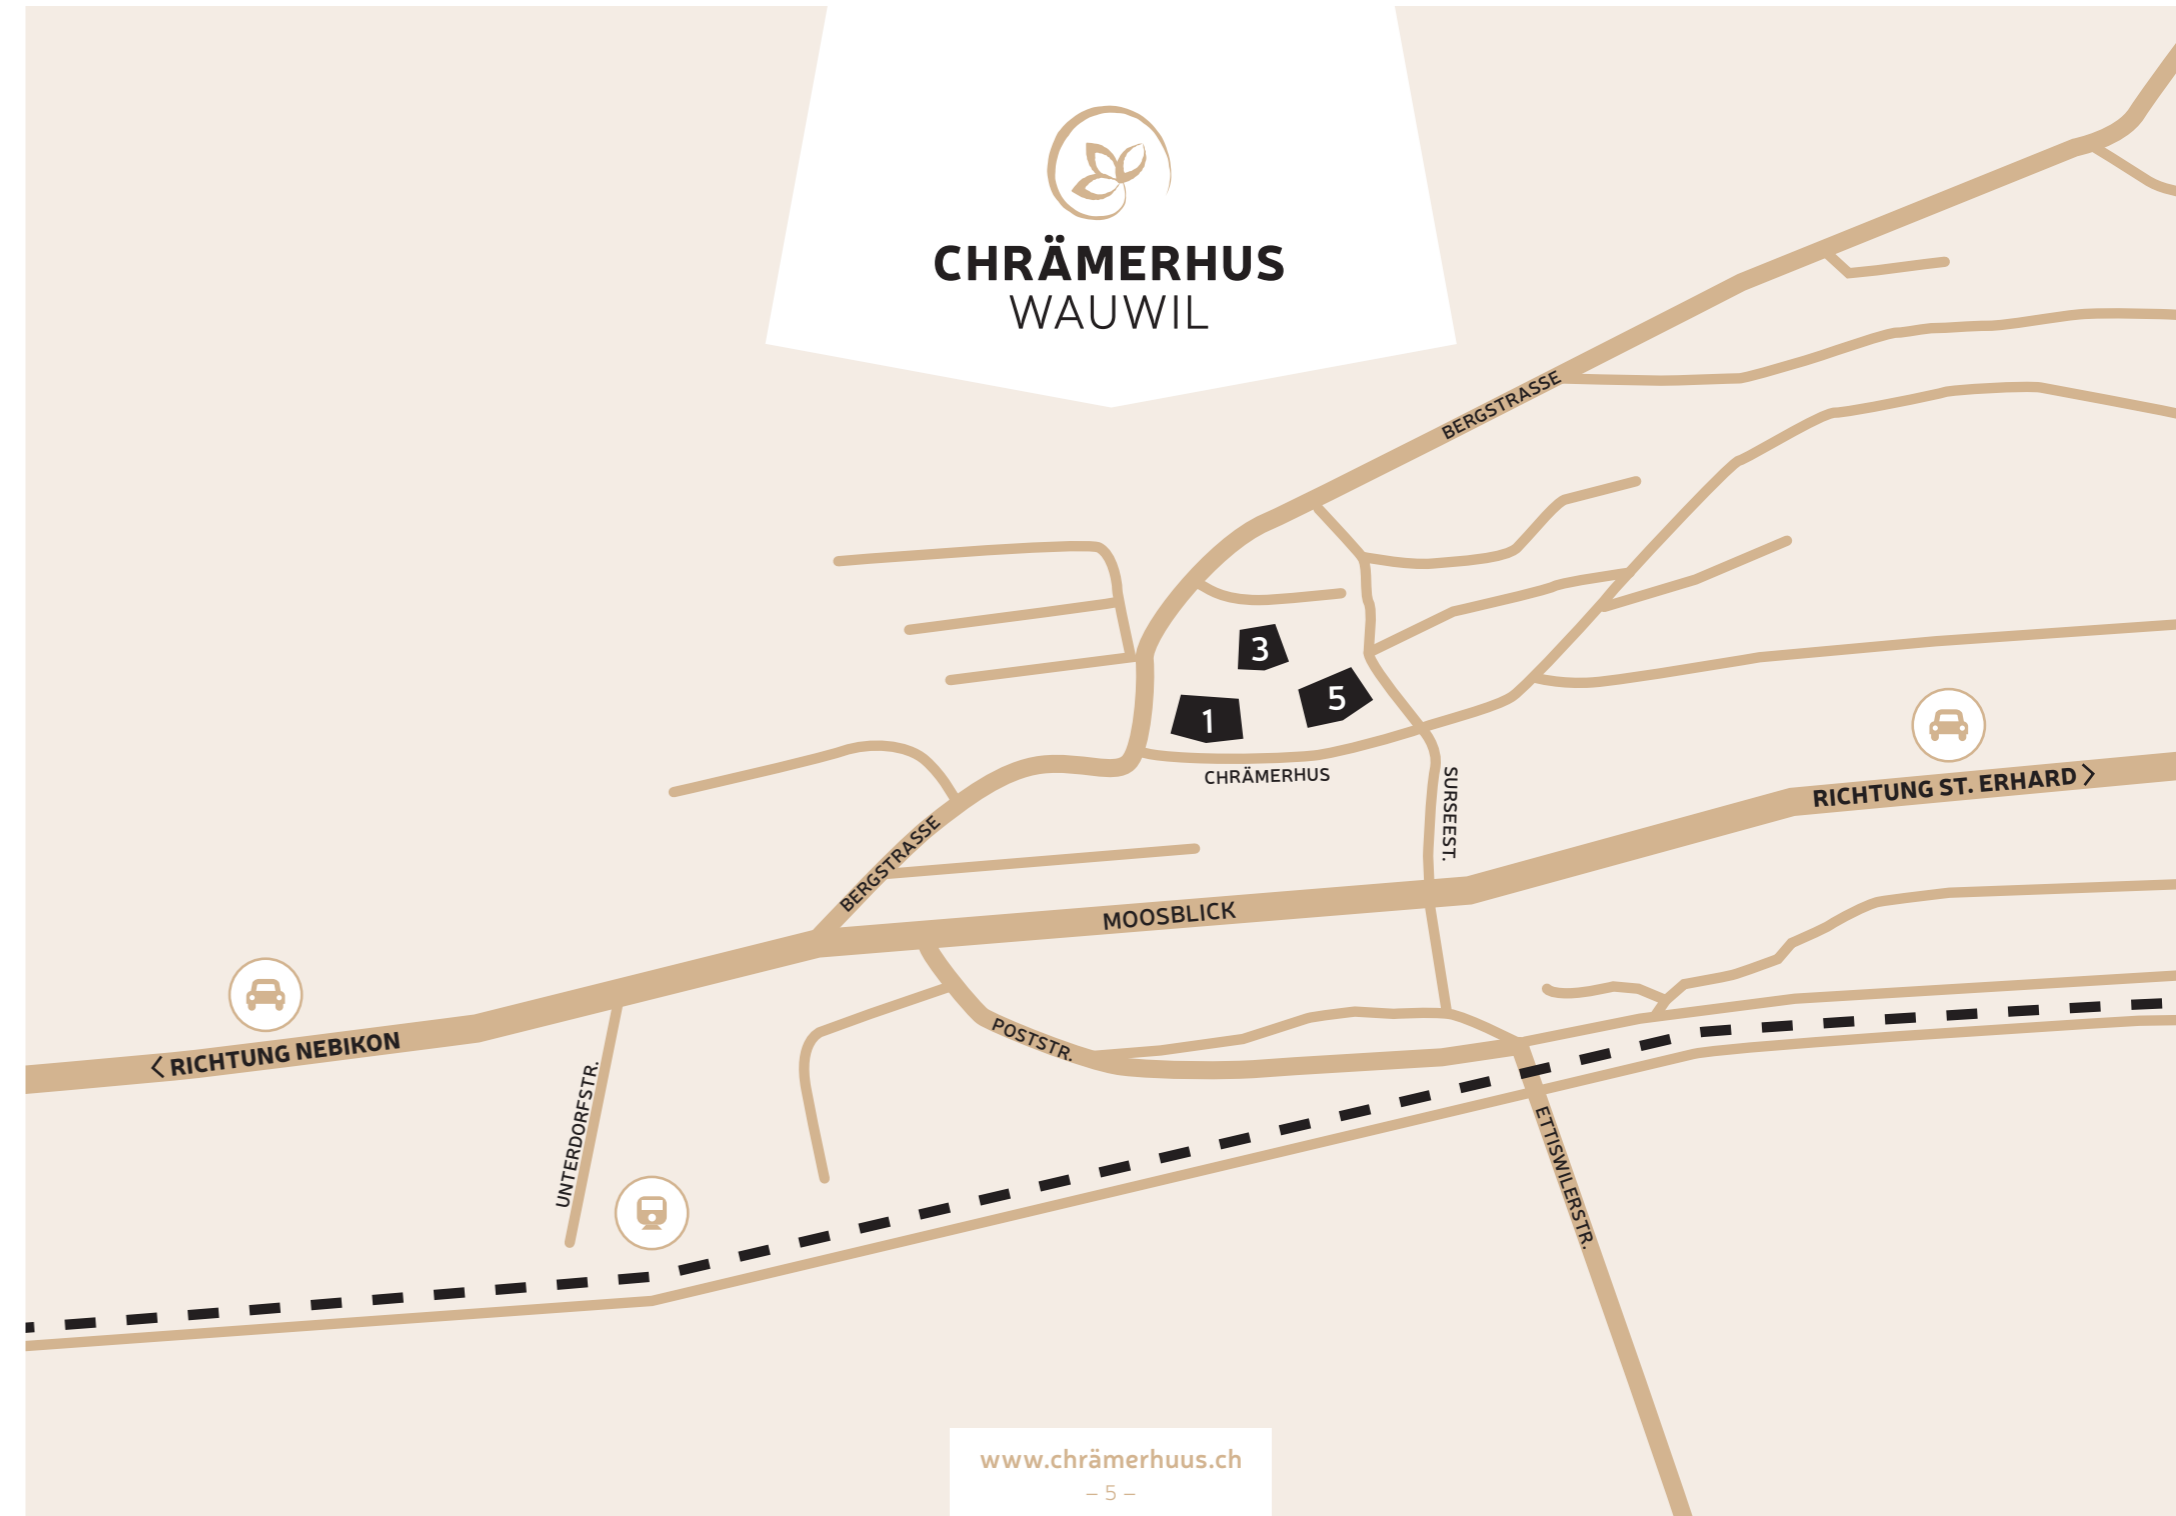 CHRÄMERHUS
WAUWIL
BERGSTRASSE
3
5
1
CHRÄMERHUS
SURSEEST.
RICHTUNG ST. ERHARD >
BERGSTRASSE
MOOSBLICK
< RICHTUNG NEBIKON
POSTSTR.
UNTERDORFSTR.
ETTISWILERSTR.
www.chrämerhuus.ch
– 5 –